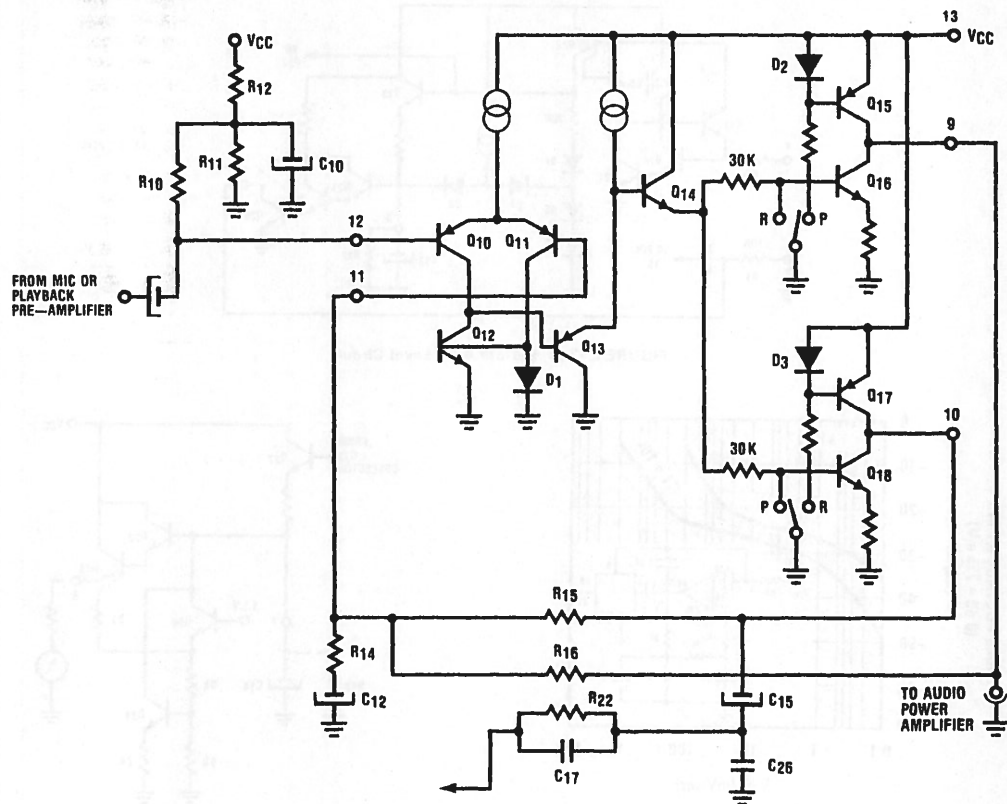 VCC
R12
R11
C10
R10
FROM MIC OR
PLAYBACK
PRE—AMPLIFIER
12
11
Q10
Q11
Q12
Q13
D1
Q14
13
VCC
D2
Q15
9
30K
Q16
R
P
D3
Q17
10
30K
Q18
P
R
R15
R14
R16
C12
R22
C17
C15
C26
TO AUDIO
POWER
AMPLIFIER